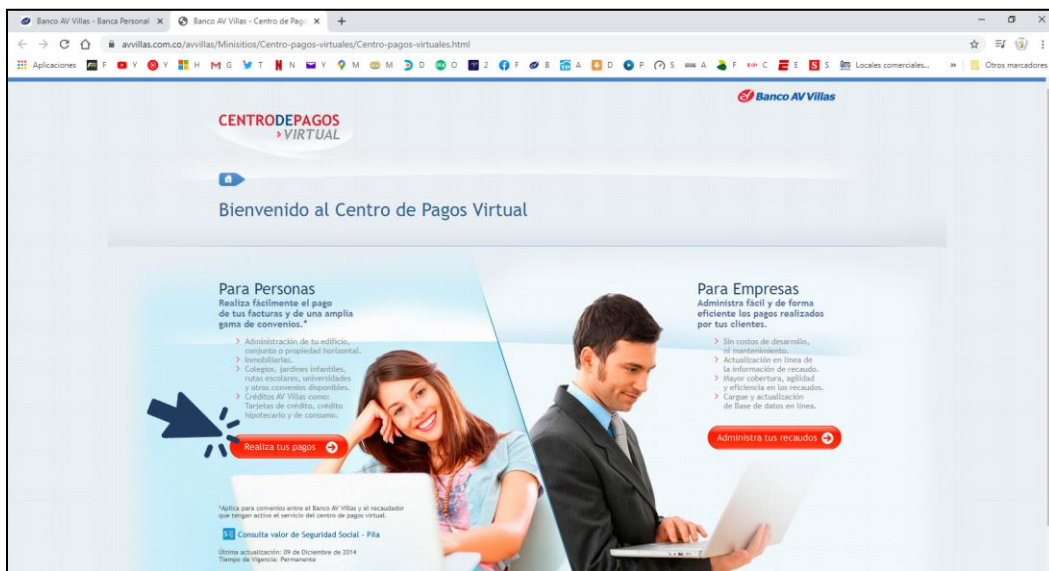 Banco AV Villas - Banca Personal
Banco AV Villas - Centro de Pag
avvillas.com.co/avvillas/Minisitios/Centro-pagos-virtuales/Centro-pagos-virtuales.html
Aplicaciones F Y Y H M G T N Y M M D O 2 F B A D P S A F C E S Locales comerciales... » Otros marcadores
Banco AV Villas
CENTRODEPAGOS
VIRTUAL
Bienvenido al Centro de Pagos Virtual
Para Personas
Realiza fácilmente el pago
de tus facturas y de una amplia
gama de convenios.*
Administración de tu edificio,
conjunto o propiedad horizontal.
Inmobiliarias.
Colegios, jardines infantiles,
rutas escolares, universidades
y otros convenios disponibles.
Créditos AV Villas como:
Tarjetas de crédito, crédito
hipotecario y de consumo.
Realiza tus pagos
*Aplica para convenios entre el Banco AV Villas y el recaudador
que tengan activo el servicio del centro de pagos virtual.
Consulta valor de Seguridad Social - Pila
Última actualización: 09 de Diciembre de 2014
Tiempo de Vigencia: Permanente
Para Empresas
Administra fácil y de forma
eficiente los pagos realizados
por tus clientes.
Sin costos de desarrollo,
ni mantenimiento.
Actualización en línea de
la información de recaudo.
Mayor cobertura, agilidad
y eficiencia en los recaudos.
Cargue y actualización
de Base de datos en línea.
Administra tus recaudos